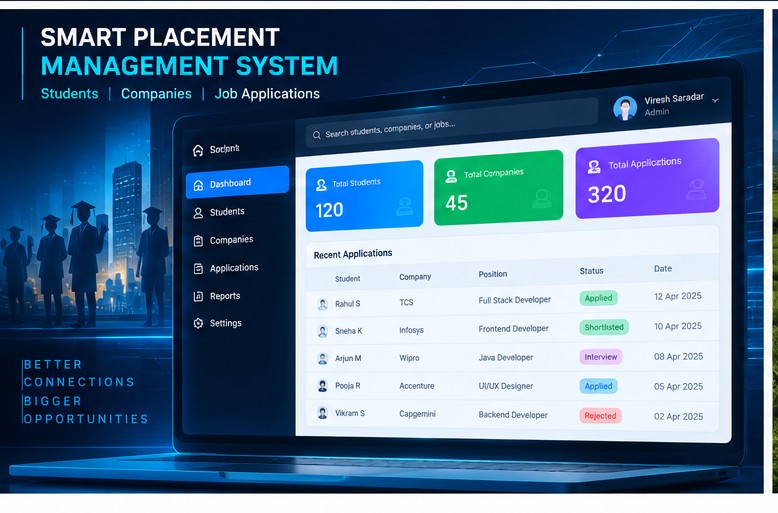 SMART PLACEMENT
MANAGEMENT SYSTEM
Students | Companies | Job Applications
Search students, companies, or jobs...
Viresh Saradar
Admin
Dashboard
Students
Companies
Applications
Reports
Settings
Total Students
120
Total Companies
45
Total Applications
320
Recent Applications
Student Company Position Status Date
Rahul S TCS Full Stack Developer Applied 12 Apr 2025
Sneha K Infosys Frontend Developer Shortlisted 10 Apr 2025
Arjun M Wipro Java Developer Interview 08 Apr 2025
Pooja R Accenture UI/UX Designer Applied 05 Apr 2025
Vikram S Capgemini Backend Developer Rejected 02 Apr 2025
BETTER
CONNECTIONS
BIGGER
OPPORTUNITIES